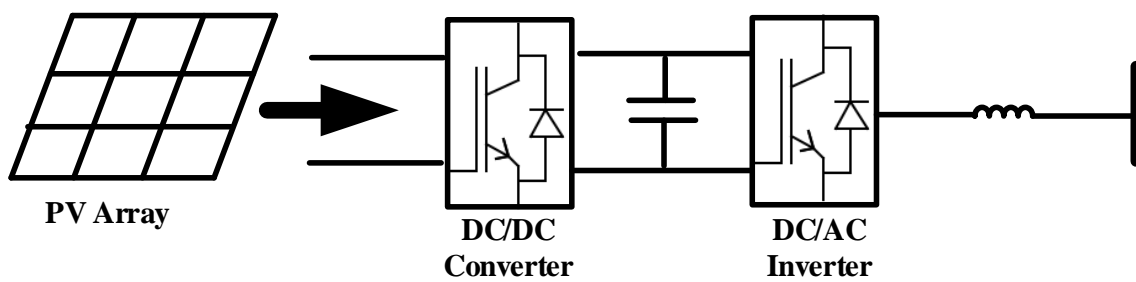 PV Array
DC/DC
Converter
DC/AC
Inverter